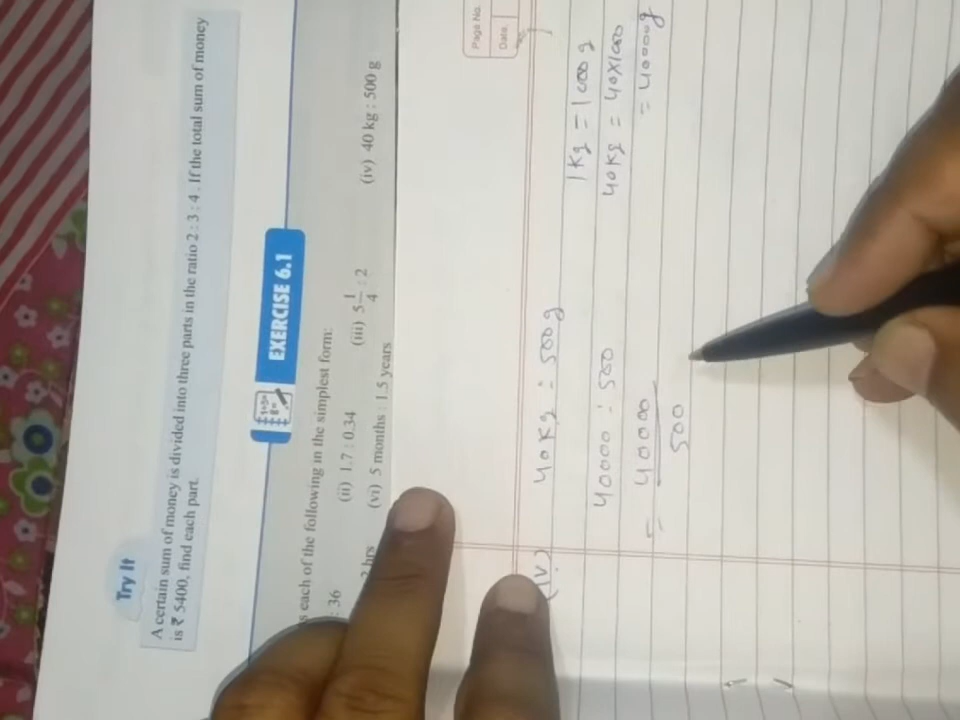 Try It
A certain sum of money is divided into three parts in the ratio 2 : 3 : 4. If the total sum of money
is ₹ 5400, find each part.
EXERCISE 6.1
each of the following in the simplest form:
: 36 (ii) 1.7 : 0.34 (iii) 5 1/4 : 2 (iv) 40 kg : 500 g
hrs (vi) 5 months : 1.5 years
Page No.
Date
(iv) 40 Kg : 500 g
1 Kg = 1000 g
40000 : 500
40 Kg = 40 × 1000
= 40000 g
= 40000
500